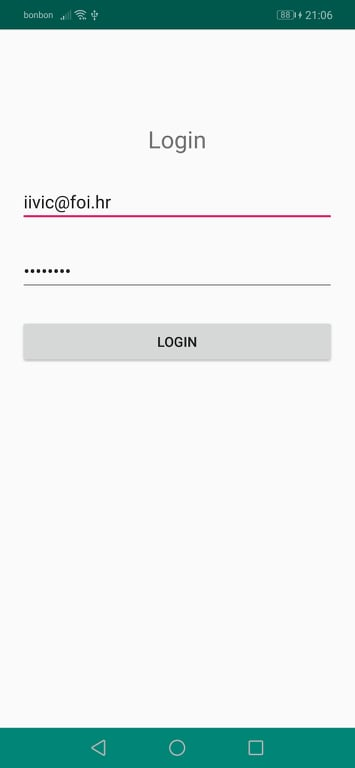 bonbon 88 21:06
Login
iivic@foi.hr
••••••••
LOGIN